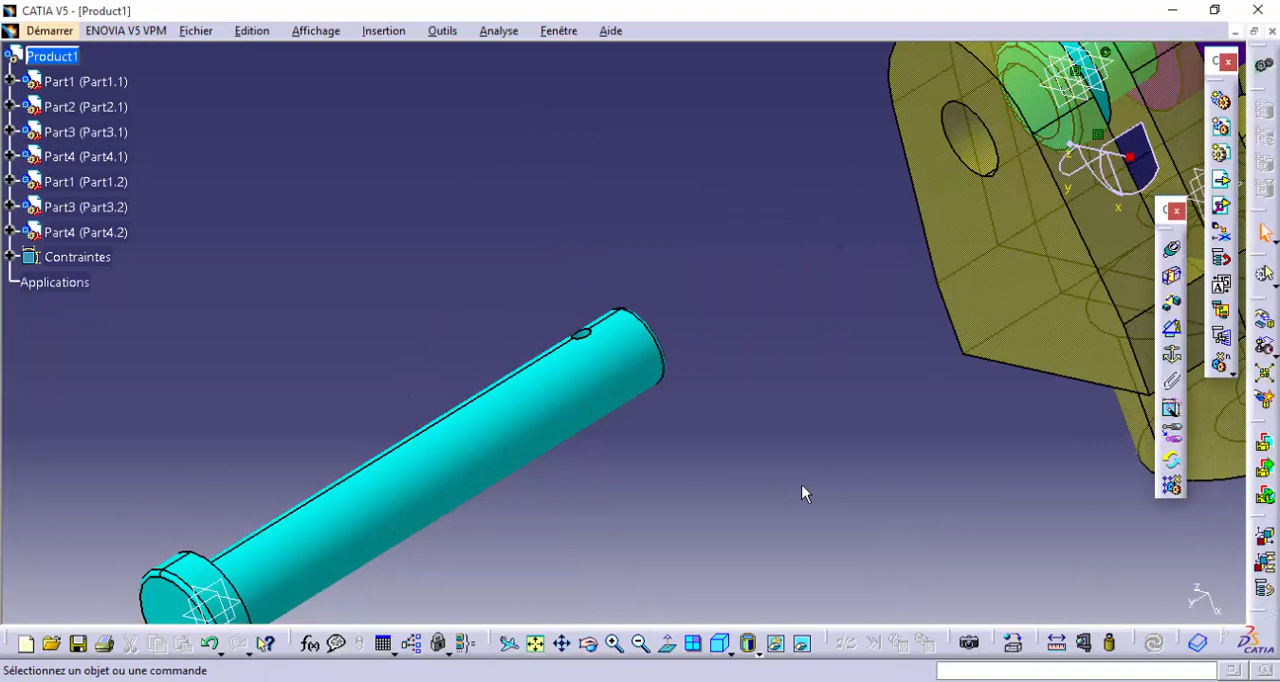 CATIA V5 - [Product1]
Démarrer ENOVIA V5 VPM Fichier Edition Affichage Insertion Outils Analyse Fenêtre Aide
Product1
Part1 (Part1.1)
Part2 (Part2.1)
Part3 (Part3.1)
Part4 (Part4.1)
Part1 (Part1.2)
Part3 (Part3.2)
Part4 (Part4.2)
Contraintes
Applications
z
y
x
z
y
x
f(x)
CATIA
Sélectionnez un objet ou une commande